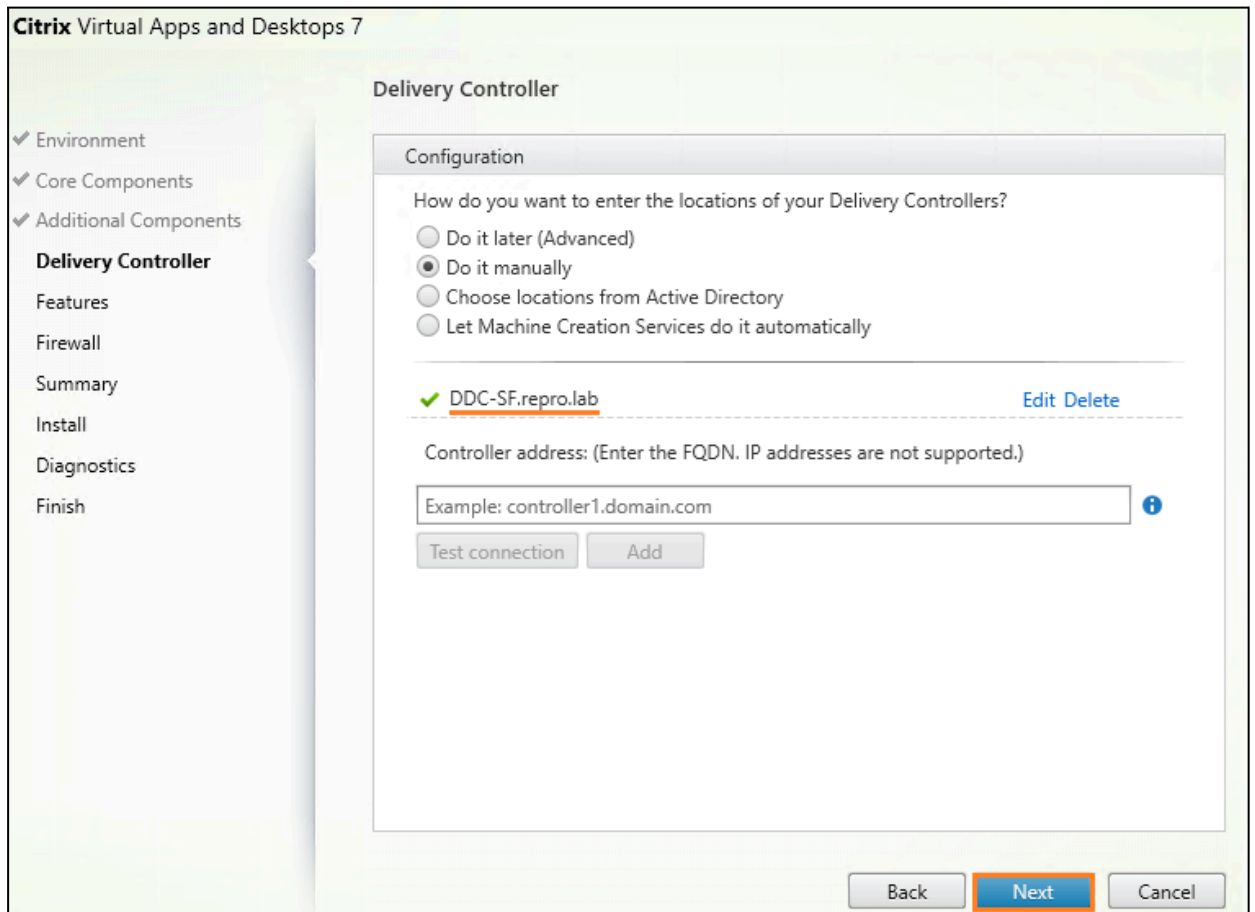 Citrix Virtual Apps and Desktops 7
Delivery Controller
Environment
Core Components
Additional Components
Delivery Controller
Features
Firewall
Summary
Install
Diagnostics
Finish
Configuration
How do you want to enter the locations of your Delivery Controllers?
Do it later (Advanced)
Do it manually
Choose locations from Active Directory
Let Machine Creation Services do it automatically
DDC-SF.repro.lab Edit Delete
Controller address: (Enter the FQDN. IP addresses are not supported.)
Example: controller1.domain.com
Test connection Add
Back Next Cancel